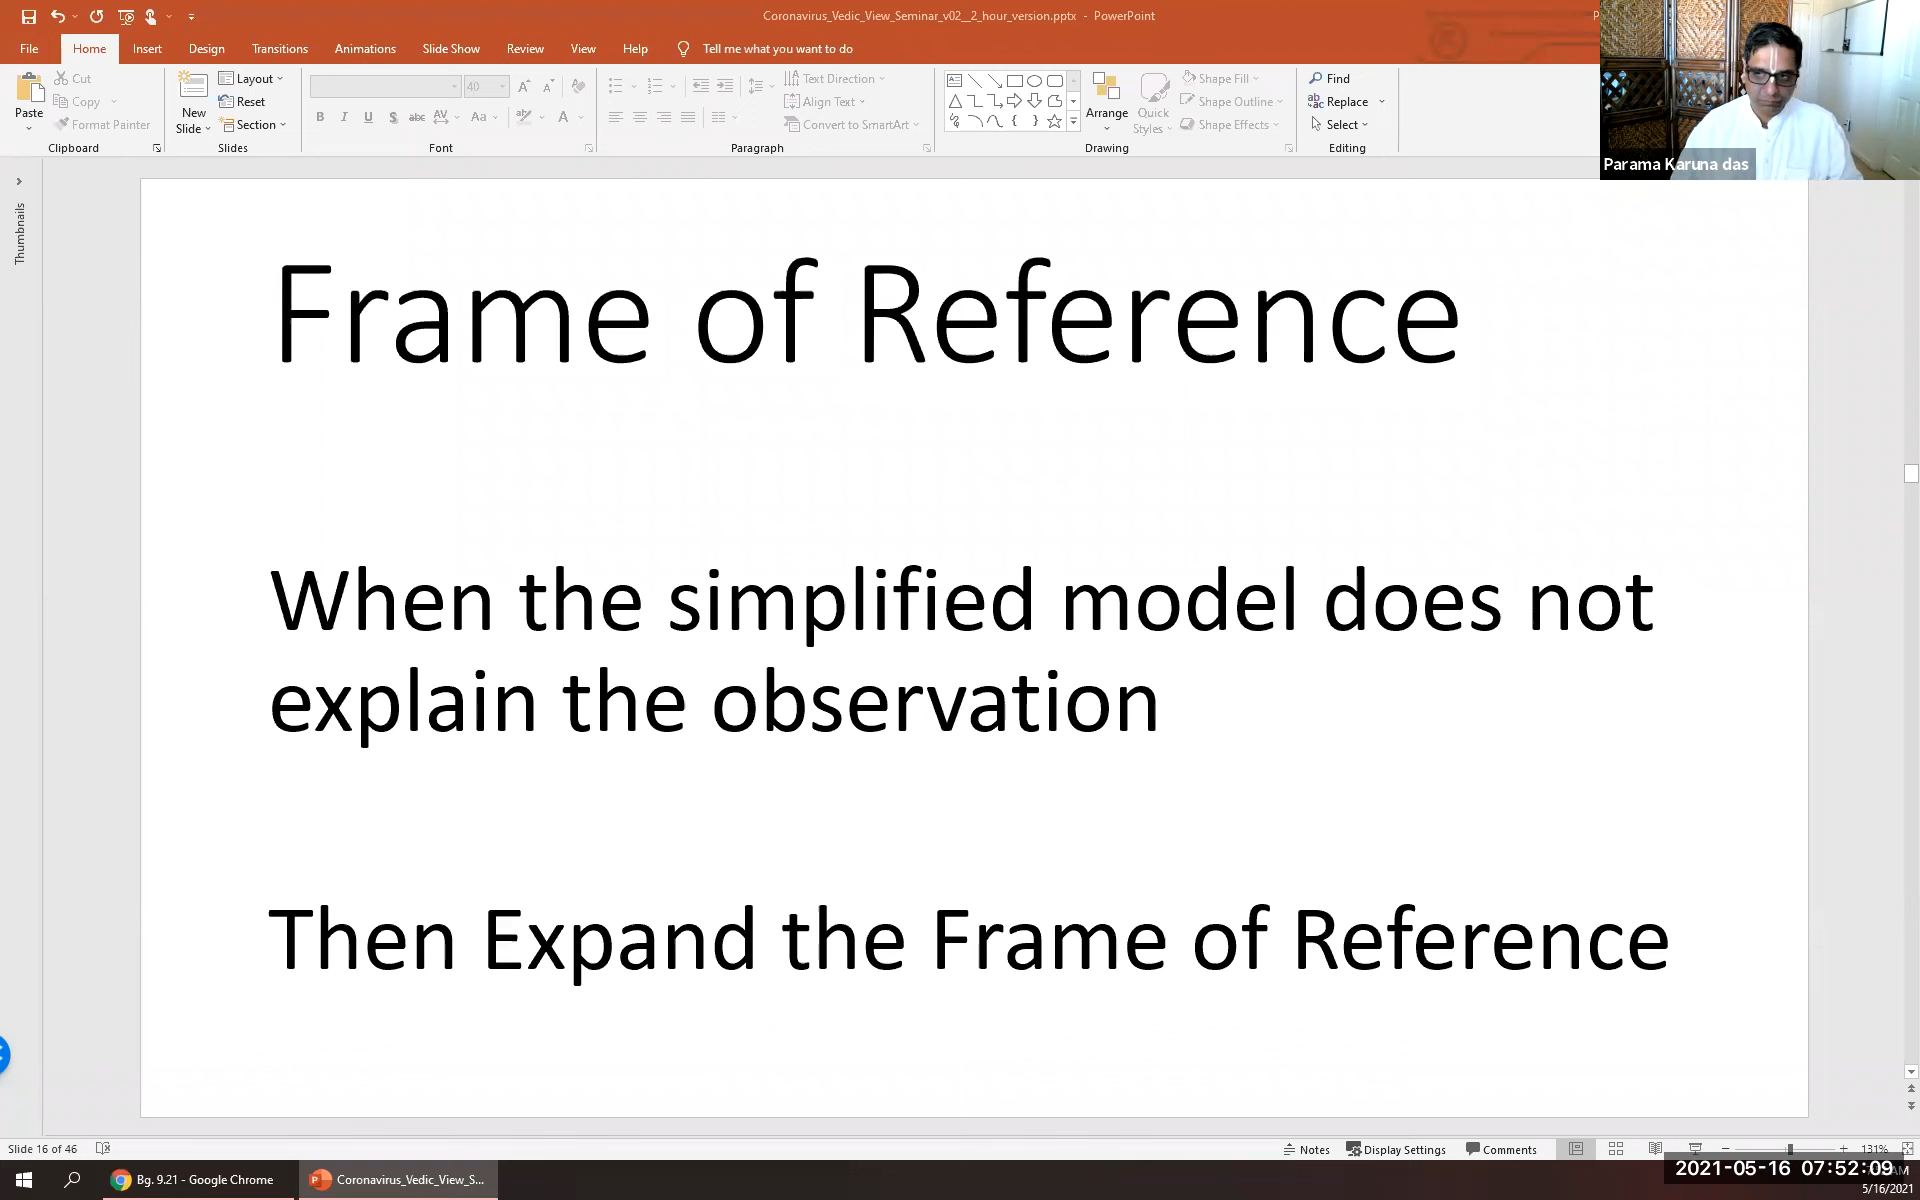 Coronavirus_Vedic_View_Seminar_v02__2_hour_version.pptx - PowerPoint
File Home Insert Design Transitions Animations Slide Show Review View Help Tell me what you want to do
Paste
Cut
Copy
Format Painter
Clipboard
New Slide
Layout
Reset
Section
Slides
40
Font
Text Direction
Align Text
Convert to SmartArt
Paragraph
Arrange
Quick Styles
Shape Fill
Shape Outline
Shape Effects
Drawing
Find
Replace
Select
Editing
Parama Karuna das
Thumbnails
Frame of Reference
When the simplified model does not
explain the observation
Then Expand the Frame of Reference
Slide 16 of 46
Notes Display Settings Comments 131%
Bg. 9.21 - Google Chrome
Coronavirus_Vedic_View_S...
2021-05-16 07:52:09
5/16/2021